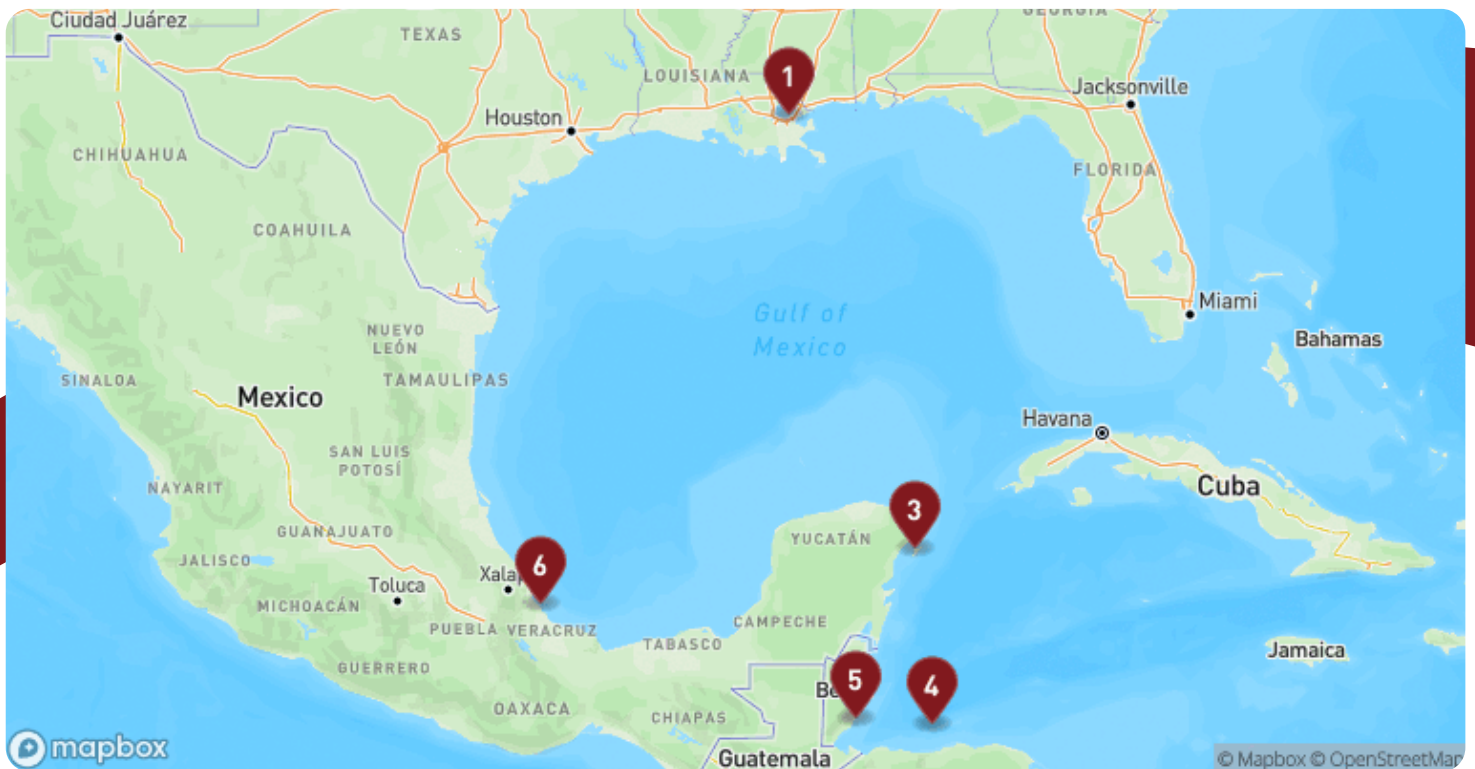 Ciudad Juárez
TEXAS
GEORGIA
LOUISIANA
1
Jacksonville
Houston
CHIHUAHUA
FLORIDA
COAHUILA
Miami
Gulf of
Mexico
NUEVO
LEÓN
Bahamas
SINALOA
TAMAULIPAS
Mexico
Havana
SAN LUIS
POTOSÍ
NAYARIT
Cuba
3
GUANAJUATO
YUCATÁN
JALISCO
6
Xalap
Toluca
MICHOACÁN
CAMPECHE
PUEBLA
VERACRUZ
TABASCO
Jamaica
GUERRERO
5
4
Be
OAXACA
CHIAPAS
mapbox
Guatemala
© Mapbox © OpenStreetMap